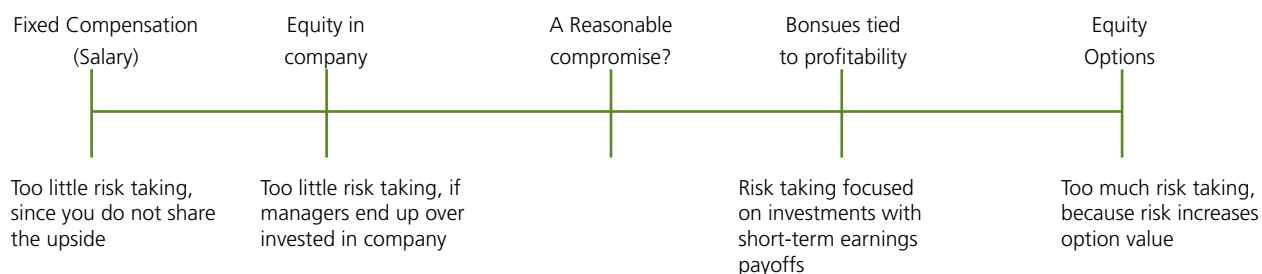 Fixed Compensation
(Salary)
Equity in
company
A Reasonable
compromise?
Bonsues tied
to profitability
Equity
Options
Too little risk taking,
since you do not share
the upside
Too little risk taking, if
managers end up over
invested in company
Risk taking focused
on investments with
short-term earnings
payoffs
Too much risk taking,
because risk increases
option value